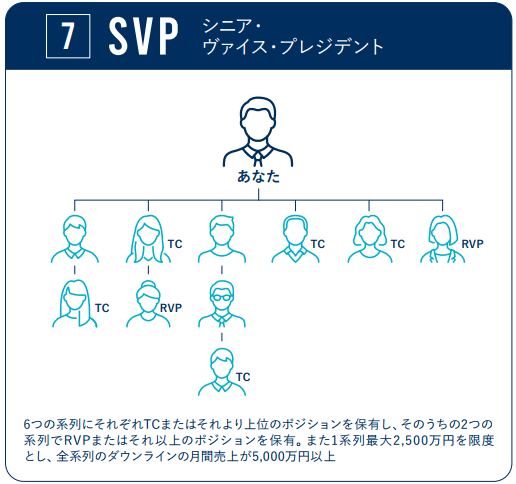 7 SVP シニア・
ヴァイス・プレジデント
あなた
TC
TC
TC
RVP
TC
RVP
TC
6つの系列にそれぞれTCまたはそれより上位のポジションを保有し、そのうちの2つの
系列でRVPまたはそれ以上のポジションを保有。また1系列最大2,500万円を限度
とし、全系列のダウンラインの月間売上が5,000万円以上